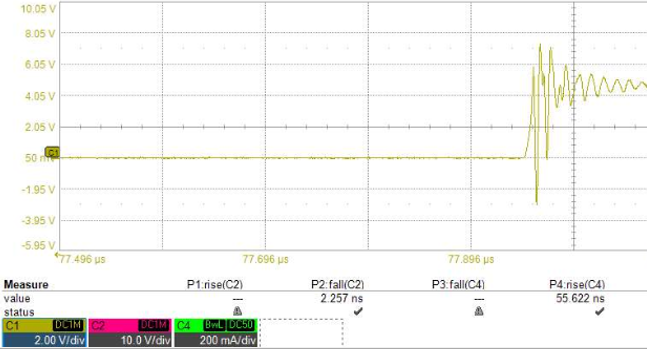 10.05 V
8.05 V
6.05 V
4.05 V
2.05 V
C1
50 mV
-1.95 V
-3.95 V
-5.95 V
77.496 µs 77.696 µs 77.896 µs
Measure P1:rise(C2) P2:fall(C2) P3:fall(C4) P4:rise(C4)
value --- 2.257 ns --- 55.622 ns
status
C1 DC1M C2 DC1M C4 BwL DC50
2.00 V/div 10.0 V/div 200 mA/div